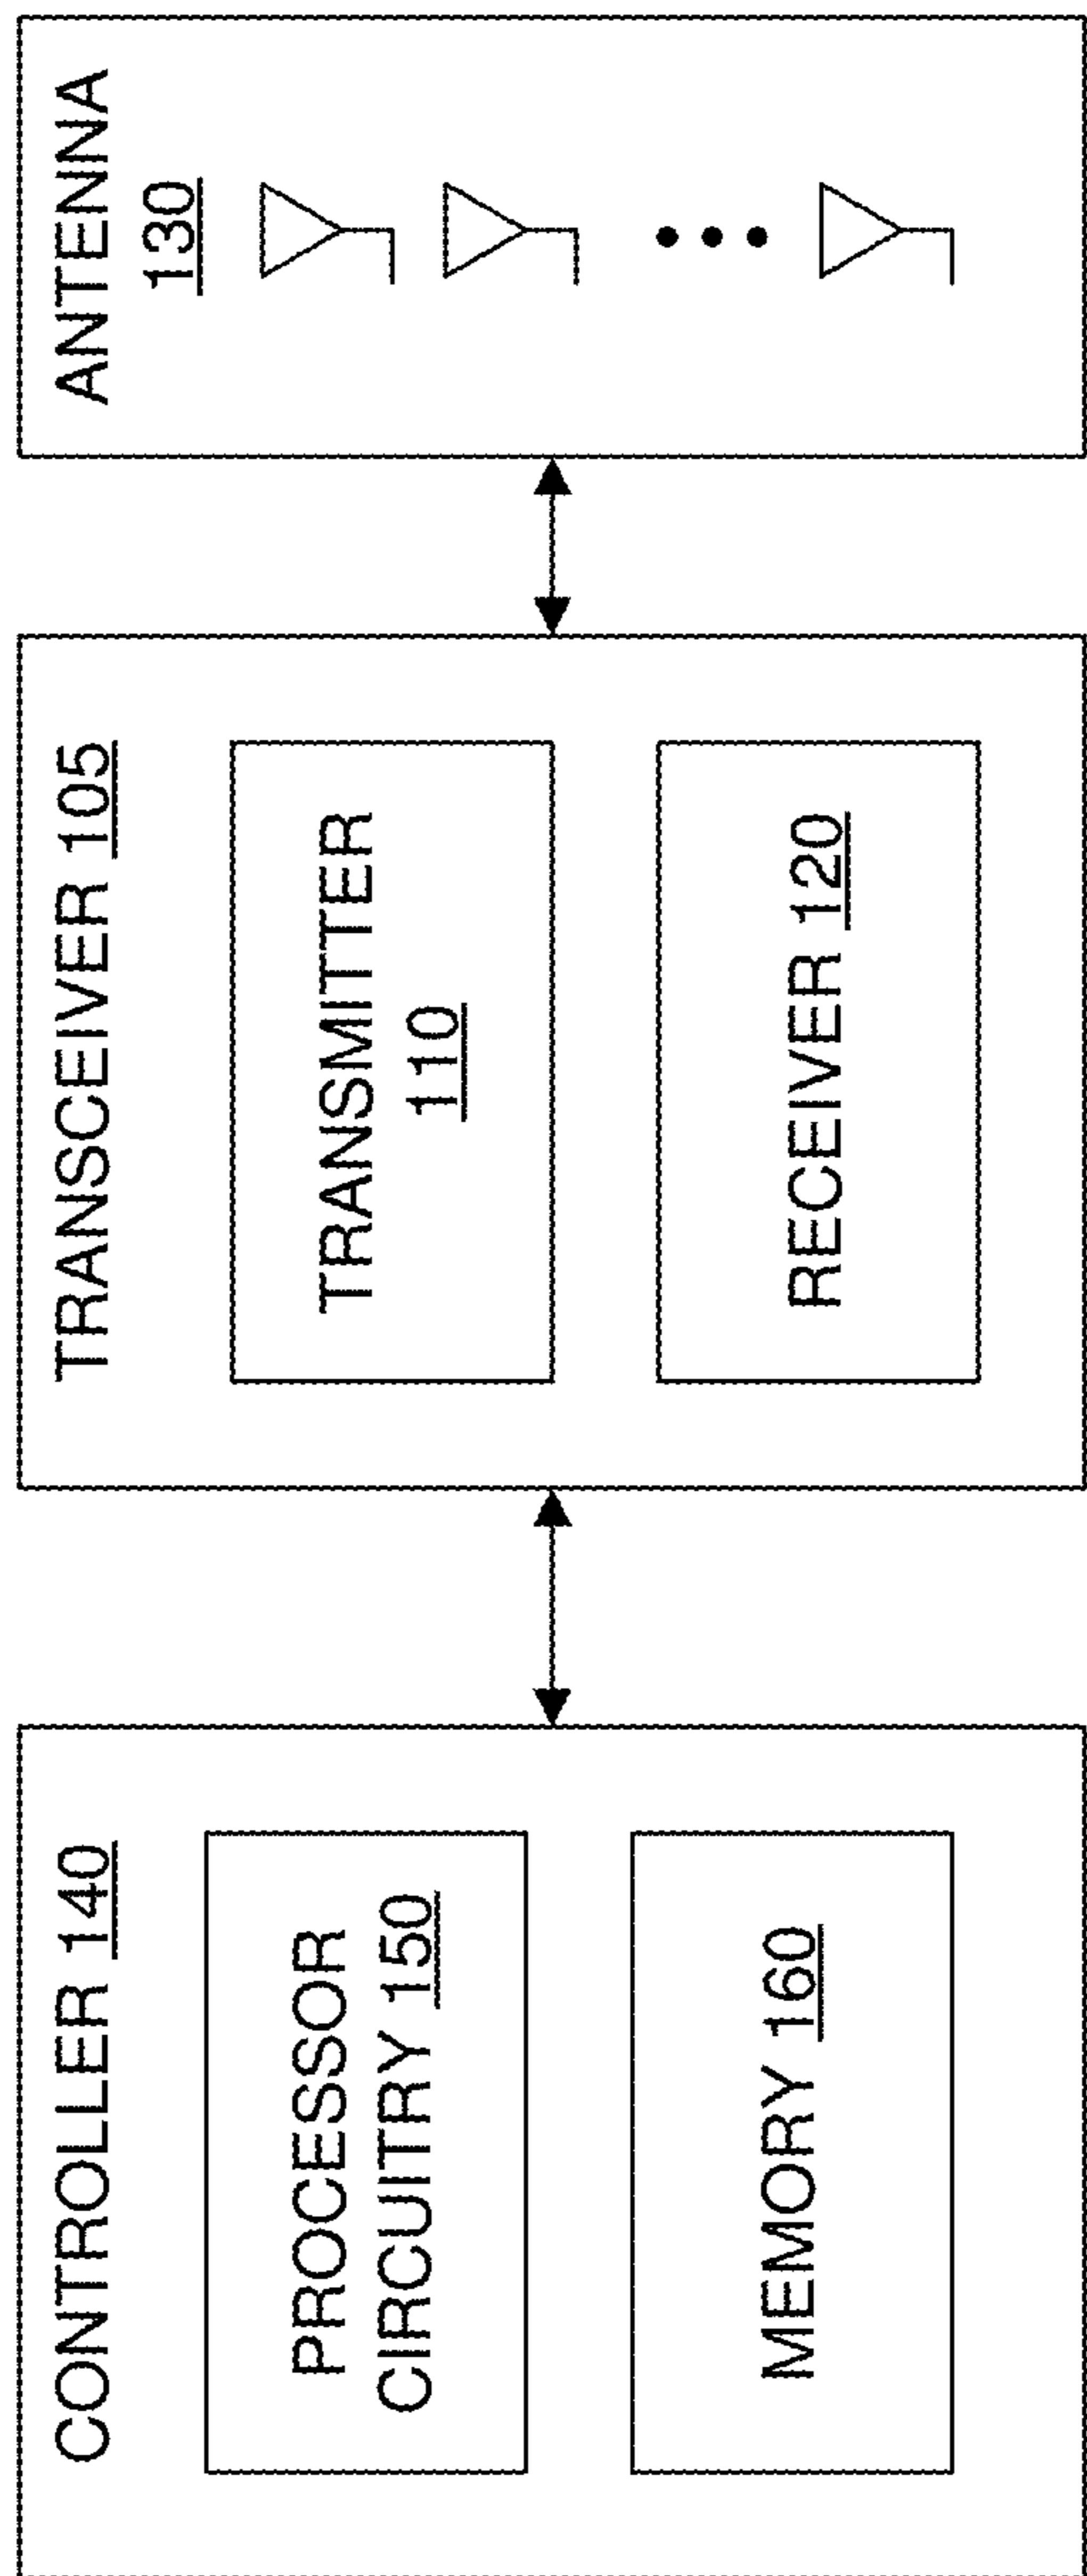 CONTROLLER 140
PROCESSOR
CIRCUITRY 150
MEMORY 160
TRANSCEIVER 105
TRANSMITTER
110
RECEIVER 120
ANTENNA
130